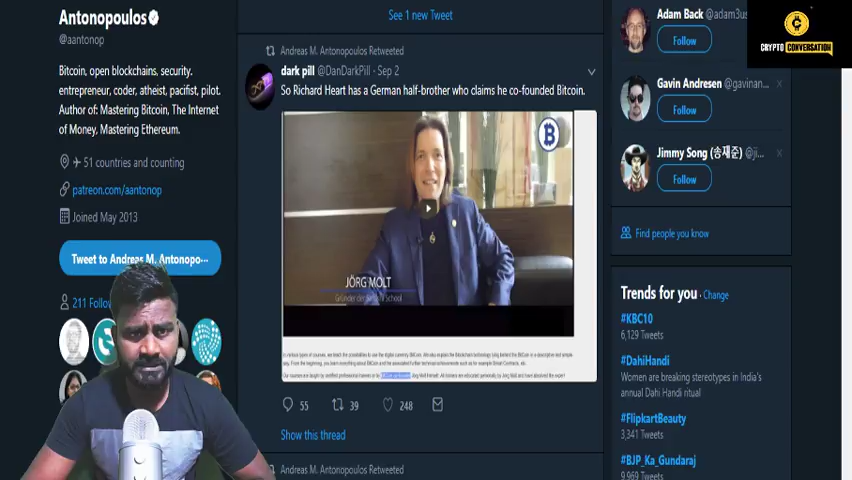 Antonopoulos
@aantonop
Bitcoin, open blockchains, security.
entrepreneur, coder, atheist, pacifist, pilot.
Author of: Mastering Bitcoin, The Internet
of Money, Mastering Ethereum.
51 countries and counting
patreon.com/aantonop
Joined May 2013
Tweet to Andreas M. Antonopo...
211 Follow
See 1 new Tweet
Andreas M. Antonopoulos Retweeted
dark pill @DanDarkPill · Sep 2
So Richard Heart has a German half-brother who claims he co-founded Bitcoin.
JÖRG MOLT
55
39
248
Show this thread
Andreas M. Antonopoulos Retweeted
Adam Back @adam3us
Follow
Gavin Andresen @gavinan...
Follow
Jimmy Song (송재준) @ji...
Follow
Find people you know
Trends for you · Change
#KBC10
6,129 Tweets
#DahiHandi
Women are breaking stereotypes in India's
annual Dahi Handi ritual
#FlipkartBeauty
3,341 Tweets
#BJP_Ka_Gundaraj
9,969 Tweets
CRYPTO
CONVERSATION